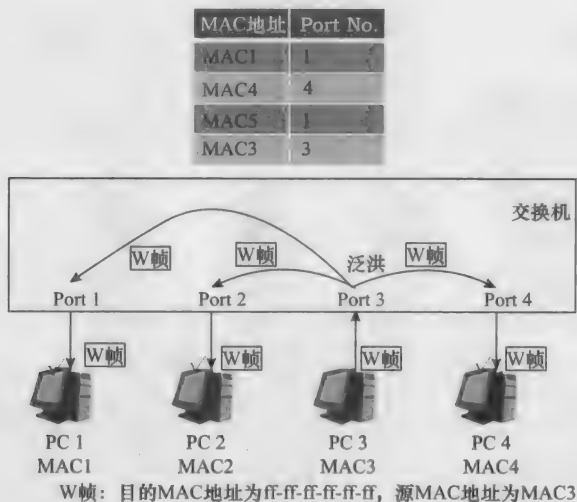 MAC地址 Port No.
MAC1 1
MAC4 4
MAC5 1
MAC3 3
交换机
W帧 W帧 泛洪 W帧
Port 1 Port 2 Port 3 Port 4
W帧 W帧 W帧 W帧
PC 1 PC 2 PC 3 PC 4
MAC1 MAC2 MAC3 MAC4
W帧：目的MAC地址为ff-ff-ff-ff-ff-ff，源MAC地址为MAC3